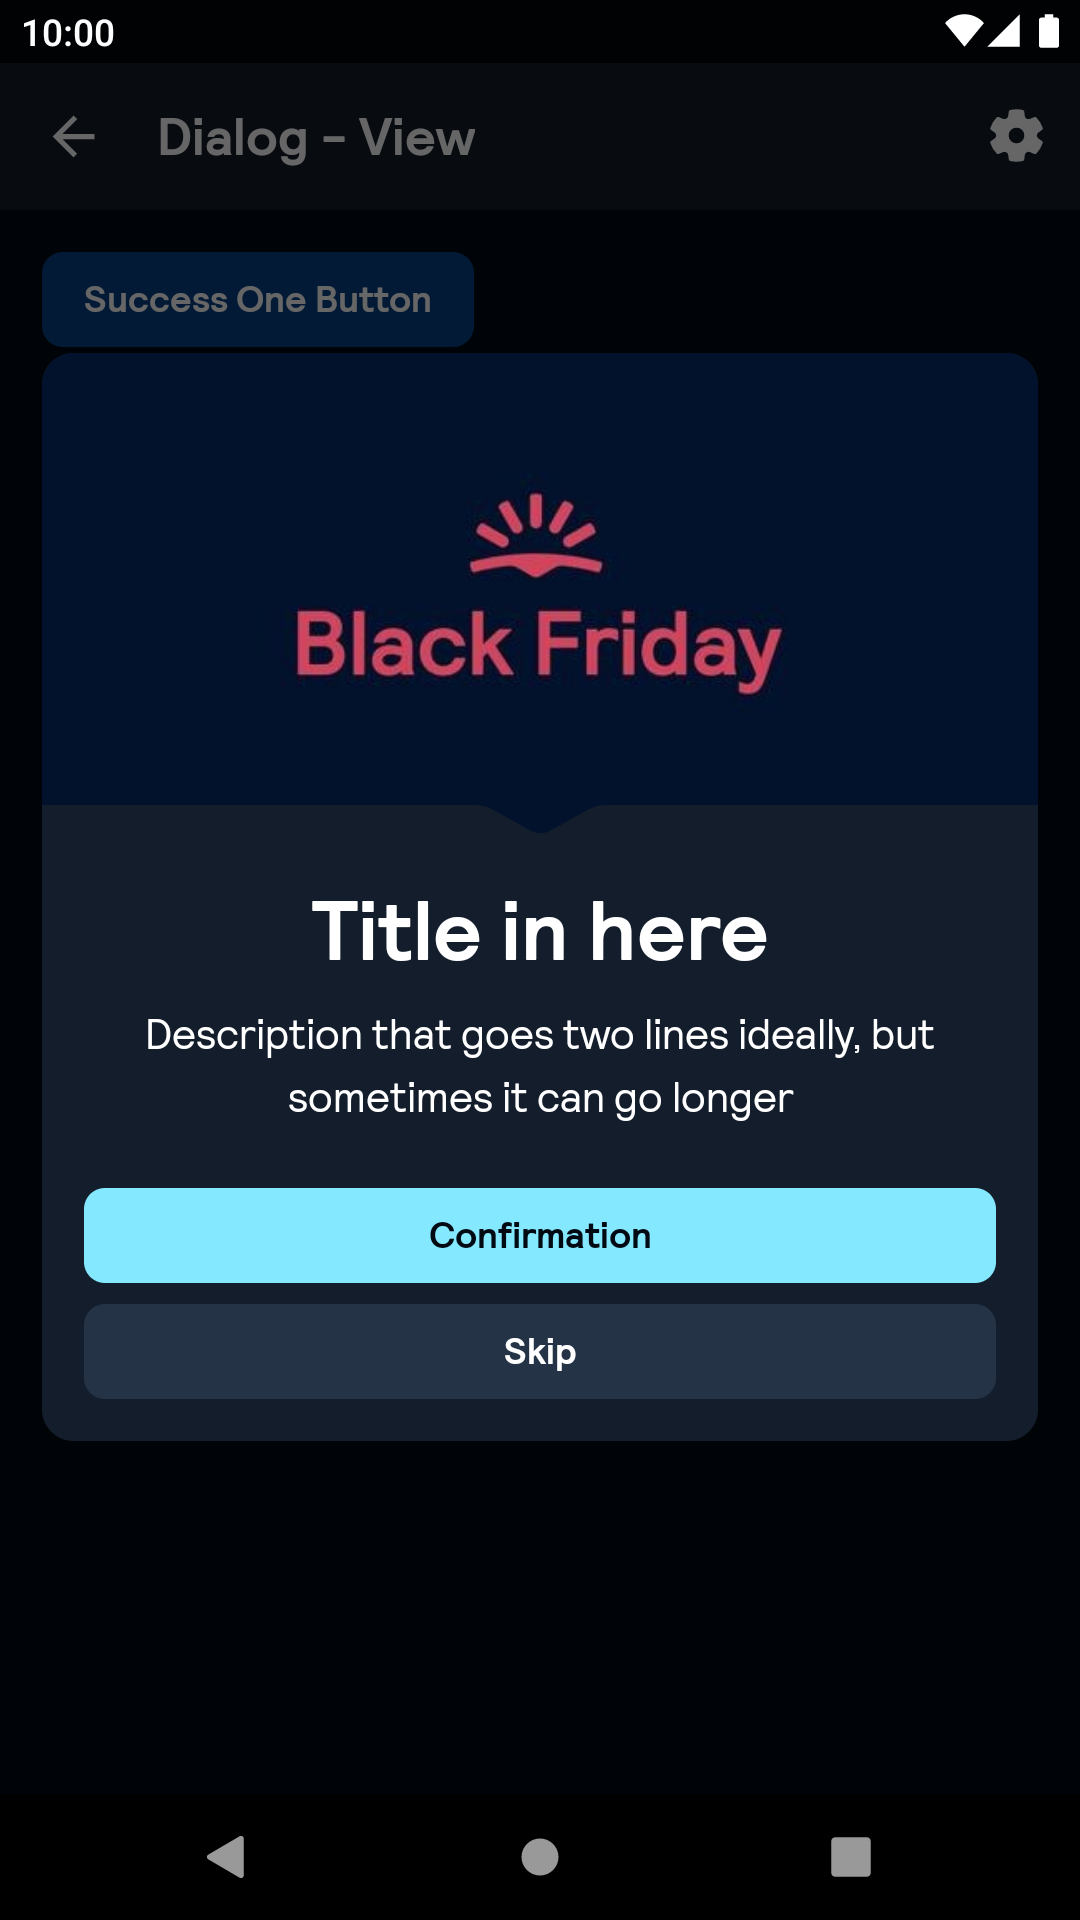 10:00
Dialog - View
Success One Button
Black Friday
Title in here
Description that goes two lines ideally, but
sometimes it can go longer
Confirmation
Skip